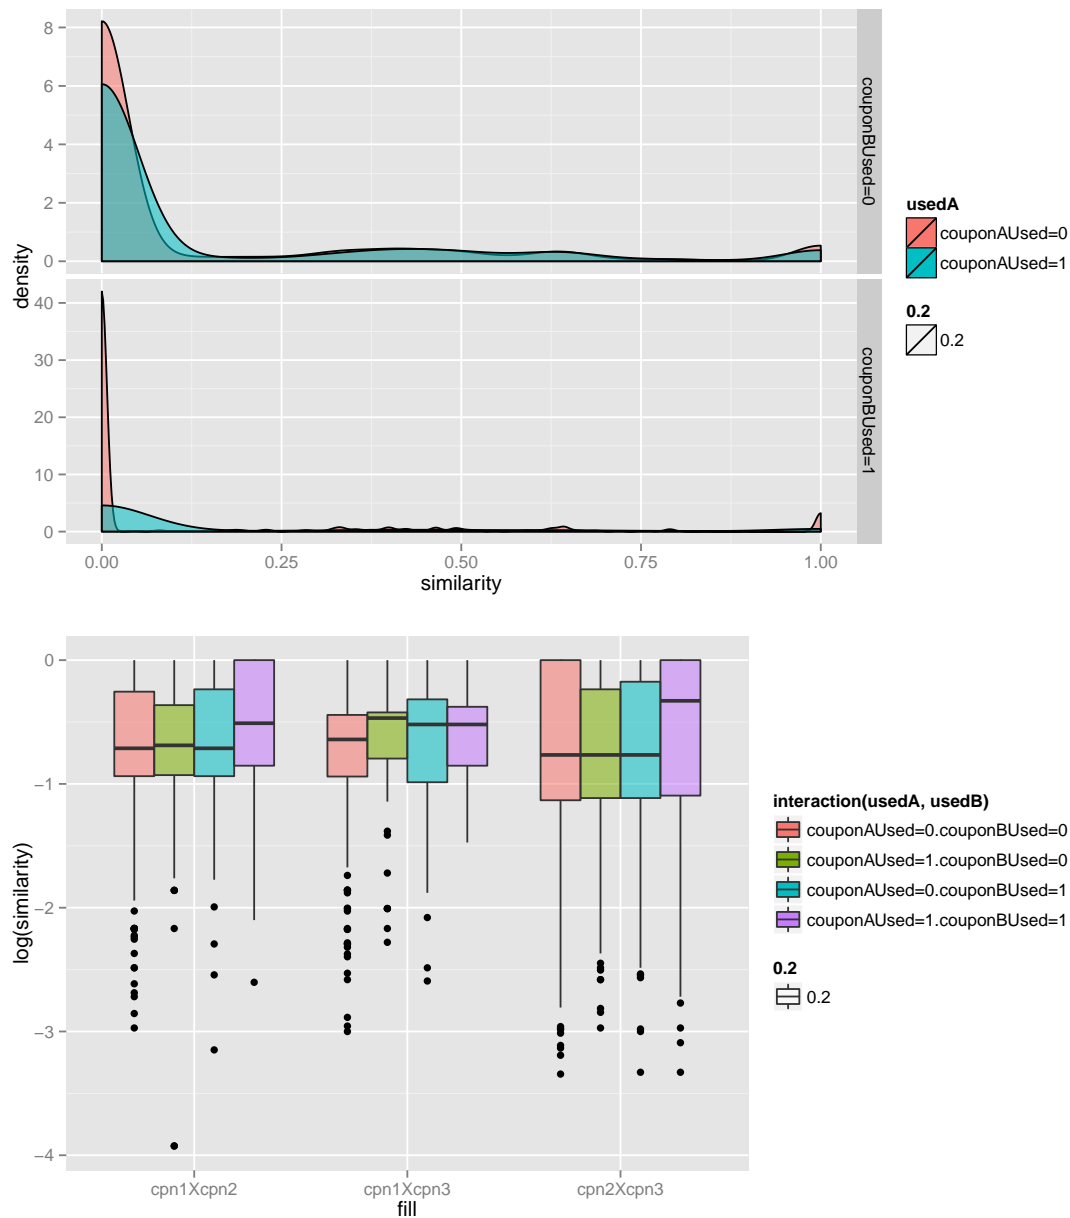 8
6
4
2
0
couponBUsed=0
40
30
20
10
0
couponBUsed=1
density
0.00 0.25 0.50 0.75 1.00
similarity
usedA
couponAUsed=0
couponAUsed=1
0.2
0.2
0
−1
−2
−3
−4
log(similarity)
cpn1Xcpn2 cpn1Xcpn3 cpn2Xcpn3
fill
interaction(usedA, usedB)
couponAUsed=0.couponBUsed=0
couponAUsed=1.couponBUsed=0
couponAUsed=0.couponBUsed=1
couponAUsed=1.couponBUsed=1
0.2
0.2